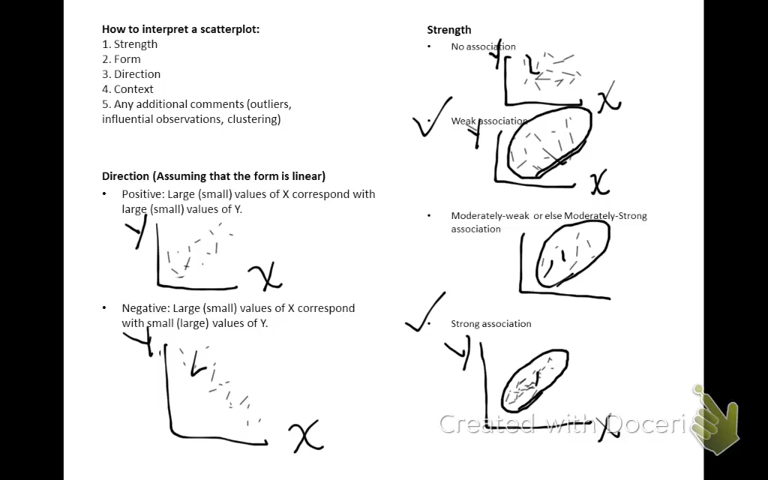 How to interpret a scatterplot:
1. Strength
2. Form
3. Direction
4. Context
5. Any additional comments (outliers,
influential observations, clustering)
Direction (Assuming that the form is linear)
• Positive: Large (small) values of X correspond with
large (small) values of Y.
Y
X
• Negative: Large (small) values of X correspond
with small (large) values of Y.
Y
X
Strength
• No association
Y
X
• Weak association
Y
X
• Moderately-weak or else Moderately-Strong
association
• Strong association
Y
X
Created with Doceri